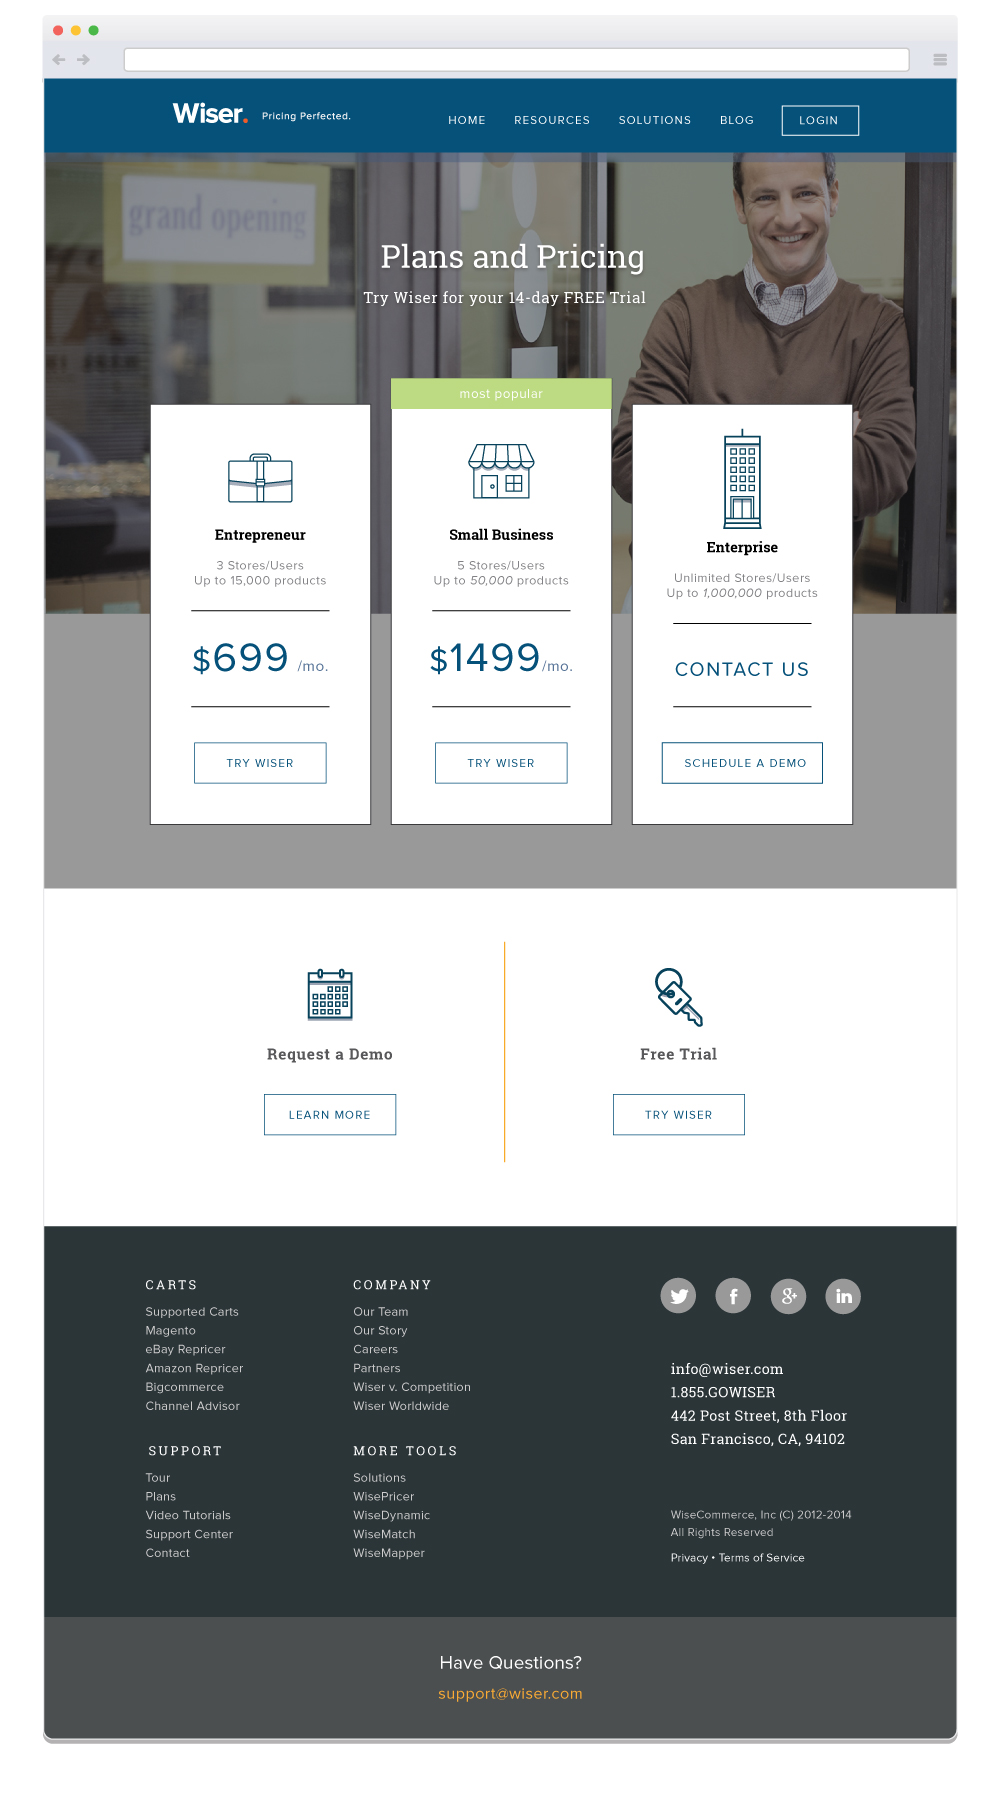 Wiser. Pricing Perfected.
HOME RESOURCES SOLUTIONS BLOG LOGIN
grand opening
Plans and Pricing
Try Wiser for your 14-day FREE Trial
most popular
Entrepreneur
3 Stores/Users
Up to 15,000 products
$699 /mo.
TRY WISER
Small Business
5 Stores/Users
Up to 50,000 products
$1499/mo.
TRY WISER
Enterprise
Unlimited Stores/Users
Up to 1,000,000 products
CONTACT US
SCHEDULE A DEMO
Request a Demo
LEARN MORE
Free Trial
TRY WISER
CARTS
Supported Carts
Magento
eBay Repricer
Amazon Repricer
Bigcommerce
Channel Advisor
COMPANY
Our Team
Our Story
Careers
Partners
Wiser v. Competition
Wiser Worldwide
SUPPORT
Tour
Plans
Video Tutorials
Support Center
Contact
MORE TOOLS
Solutions
WisePricer
WiseDynamic
WiseMatch
WiseMapper
info@wiser.com
1.855.GOWISER
442 Post Street, 8th Floor
San Francisco, CA, 94102
WiseCommerce, Inc (C) 2012-2014
All Rights Reserved
Privacy • Terms of Service
Have Questions?
support@wiser.com